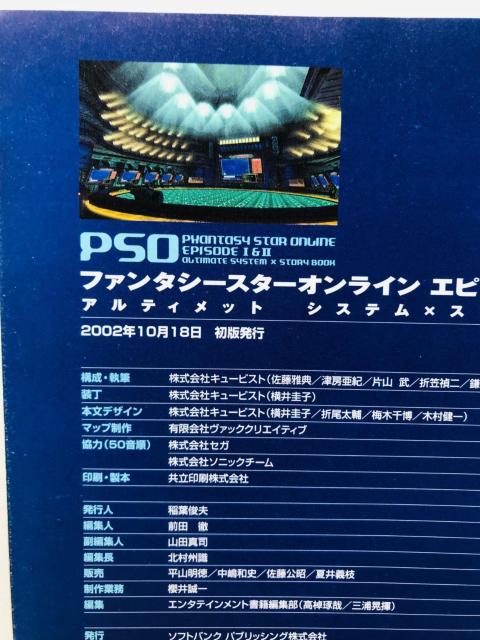 PSO PHANTASY STAR ONLINE
EPISODE I & II
ULTIMATE SYSTEM × STORY BOOK
ファンタシースターオンライン エピ
アルティメット システム×ス
2002年10月18日 初版発行
構成・執筆 株式会社キュービスト(佐藤雅典/津房亜紀/片山 武/折笠禎二/鎌
装丁 株式会社キュービスト(横井圭子)
本文デザイン 株式会社キュービスト(横井圭子/折尾太輔/梅木千博/木村健一)
マップ制作 有限会社ヴァッククリエイティブ
協力(50音順) 株式会社セガ
株式会社ソニックチーム
印刷・製本 共立印刷株式会社
発行人 稲葉俊夫
編集人 前田 徹
副編集人 山田真司
編集長 北村州識
販売 平山明徳/中嶋和史/佐藤公昭/夏井義枝
制作業務 櫻井誠一
編集 エンタテインメント書籍編集部(高棹琢哉/三浦晃揮)
発行 ソフトバンク パブリッシング株式会社